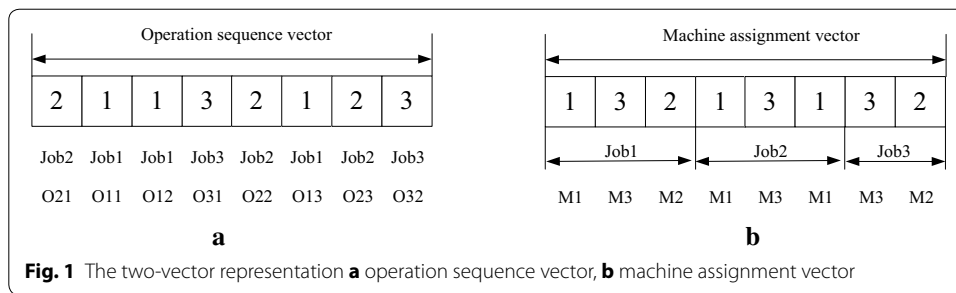 Operation sequence vector
2 1 1 3 2 1 2 3
Job2 Job1 Job1 Job3 Job2 Job1 Job2 Job3
O21 O11 O12 O31 O22 O13 O23 O32
a
Machine assignment vector
1 3 2 1 3 1 3 2
Job1 Job2 Job3
M1 M3 M2 M1 M3 M1 M3 M2
b
Fig. 1 The two-vector representation a operation sequence vector, b machine assignment vector